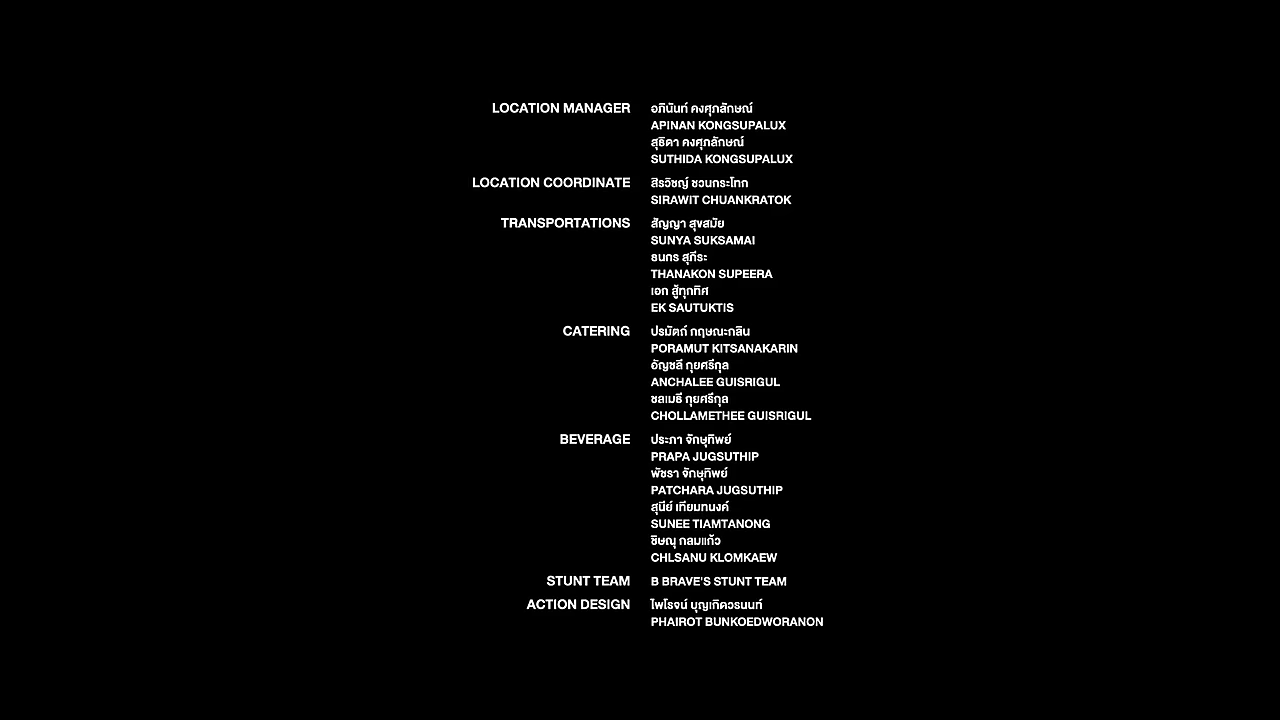 LOCATION MANAGER อภินันท์ คงศุภลักษณ์
APINAN KONGSUPALUX
สุธิดา คงศุภลักษณ์
SUTHIDA KONGSUPALUX
LOCATION COORDINATE สิรวิชญ์ ชวนกระโทก
SIRAWIT CHUANKRATOK
TRANSPORTATIONS สัญญา สุขสมัย
SUNYA SUKSAMAI
ธนกร สุภีระ
THANAKON SUPEERA
เอก สู้ทุกทิศ
EK SAUTUKTIS
CATERING ปรมัตถ์ กฤษณะกลิน
PORAMUT KITSANAKARIN
อัญชลี กุยศรีกุล
ANCHALEE GUISRIGUL
ชลเมธี กุยศรีกุล
CHOLLAMETHEE GUISRIGUL
BEVERAGE ประภา จักษุทิพย์
PRAPA JUGSUTHIP
พัชรา จักษุทิพย์
PATCHARA JUGSUTHIP
สุนีย์ เทียมทนงค์
SUNEE TIAMTANONG
ชิษณุ กลมแก้ว
CHLSANU KLOMKAEW
STUNT TEAM B BRAVE'S STUNT TEAM
ACTION DESIGN ไพโรจน์ บุญเกิดวรนนท์
PHAIROT BUNKOEDWORANON